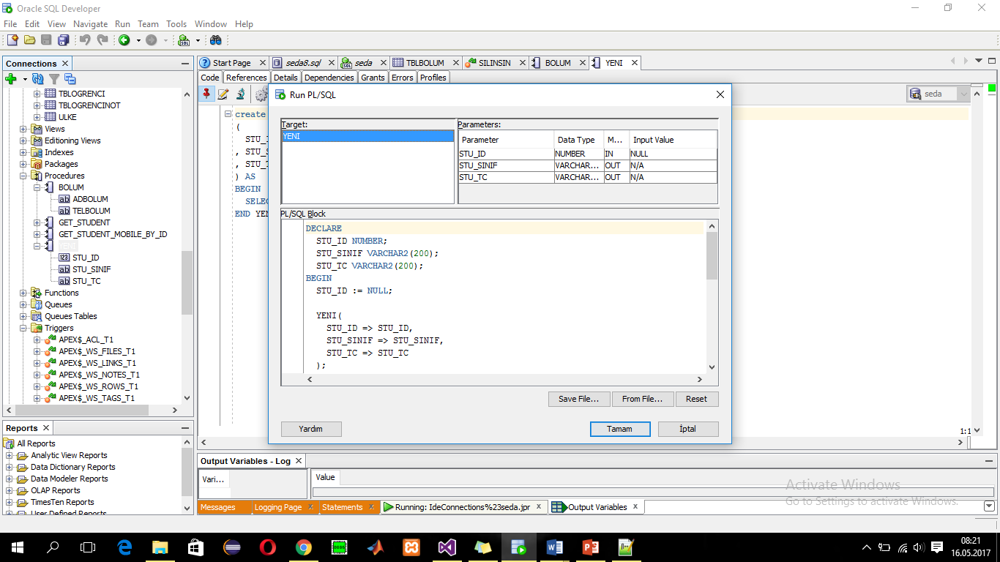 Oracle SQL Developer
File Edit View Navigate Run Team Tools Window Help
Connections
TBLOGRENCI
TBLOGRENCINOT
ULKE
Views
Editioning Views
Indexes
Packages
Procedures
BOLUM
ADBOLUM
TELBOLUM
GET_STUDENT
GET_STUDENT_MOBILE_BY_ID
STU_ID
STU_SINIF
STU_TC
Functions
Queues
Queues Tables
Triggers
APEX$_ACL_T1
APEX$_WS_FILES_T1
APEX$_WS_LINKS_T1
APEX$_WS_NOTES_T1
APEX$_WS_ROWS_T1
APEX$_WS_TAGS_T1
Reports
All Reports
Analytic View Reports
Data Dictionary Reports
Data Modeler Reports
OLAP Reports
TimesTen Reports
User Defined Reports
Start Page seda8.sql seda TBLBOLUM SILINSIN BOLUM YENI
Code References Details Dependencies Grants Errors Profiles
seda
create
(
STU_I
, STU_S
, STU_T
) AS
BEGIN
SELEC
END YEN
1:1
Run PL/SQL
Target:
YENI
Parameters:
Parameter Data Type M... Input Value
STU_ID NUMBER IN NULL
STU_SINIF VARCHAR... OUT N/A
STU_TC VARCHAR... OUT N/A
PL/SQL Block
DECLARE
STU_ID NUMBER;
STU_SINIF VARCHAR2(200);
STU_TC VARCHAR2(200);
BEGIN
STU_ID := NULL;
YENI(
STU_ID => STU_ID,
STU_SINIF => STU_SINIF,
STU_TC => STU_TC
);
Save File... From File... Reset
Yardım Tamam İptal
Output Variables - Log
Vari... Value
Messages Logging Page Statements Running: IdeConnections%23seda.jpr Output Variables
Activate Windows
Go to Settings to activate Windows.
08:21
16.05.2017